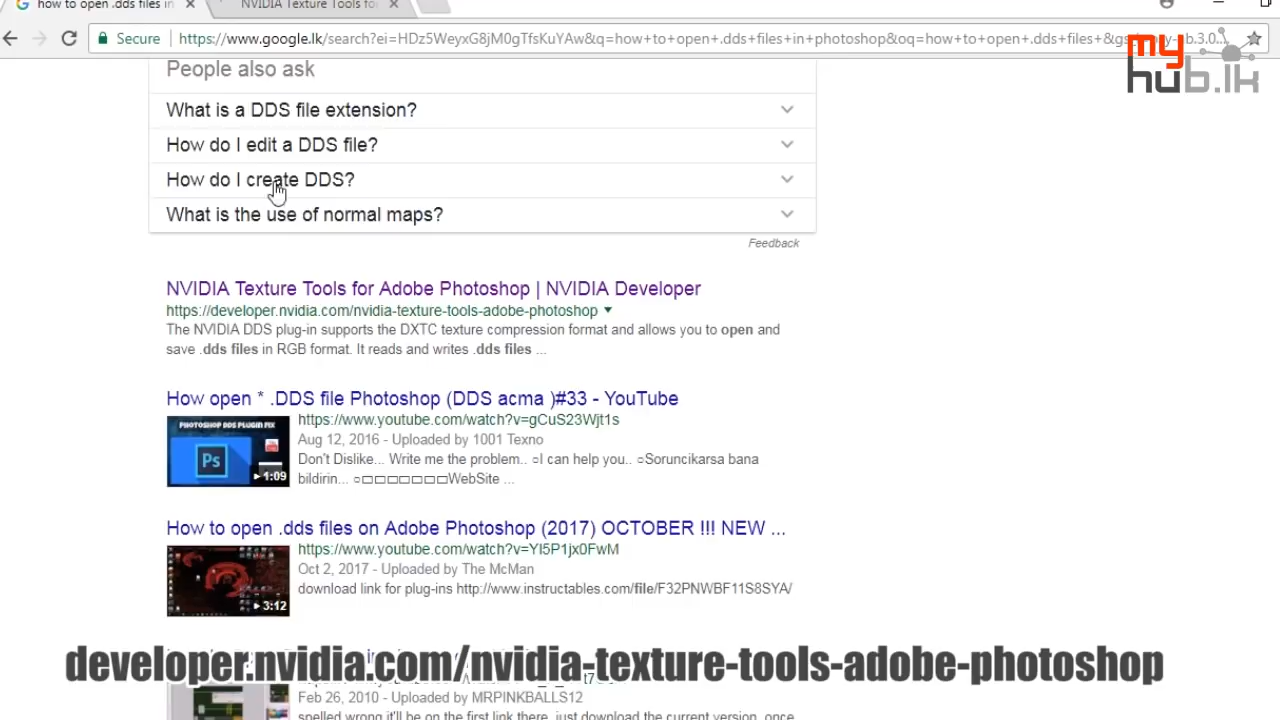 how to open .dds files in
NVIDIA Texture Tools fo
Secure
https://www.google.lk/search?ei=HDz5WeyxG8jM0gTfsKuYAw&q=how+to+open+.dds+files+in+photoshop&oq=how+to+open+.dds+files+&gs
my
hub.lk
People also ask
What is a DDS file extension?
How do I edit a DDS file?
How do I create DDS?
What is the use of normal maps?
Feedback
NVIDIA Texture Tools for Adobe Photoshop | NVIDIA Developer
https://developer.nvidia.com/nvidia-texture-tools-adobe-photoshop
The NVIDIA DDS plug-in supports the DXTC texture compression format and allows you to open and
save .dds files in RGB format. It reads and writes .dds files ...
How open * .DDS file Photoshop (DDS acma )#33 - YouTube
PHOTOSHOP DDS PLUGIN FIX
Ps
1:09
https://www.youtube.com/watch?v=gCuS23Wjt1s
Aug 12, 2016 - Uploaded by 1001 Texno
Don't Dislike... Write me the problem.. ○I can help you.. ○Soruncikarsa bana
bildirin... ○□□□□□□□WebSite ...
How to open .dds files on Adobe Photoshop (2017) OCTOBER !!! NEW ...
3:12
https://www.youtube.com/watch?v=YI5P1jx0FwM
Oct 2, 2017 - Uploaded by The McMan
download link for plug-ins http://www.instructables.com/file/F32PNWBF11S8SYA/
developer.nvidia.com/nvidia-texture-tools-adobe-photoshop
Feb 26, 2010 - Uploaded by MRPINKBALLS12
spelled wrong it'll be on the first link there, just download the current version, once